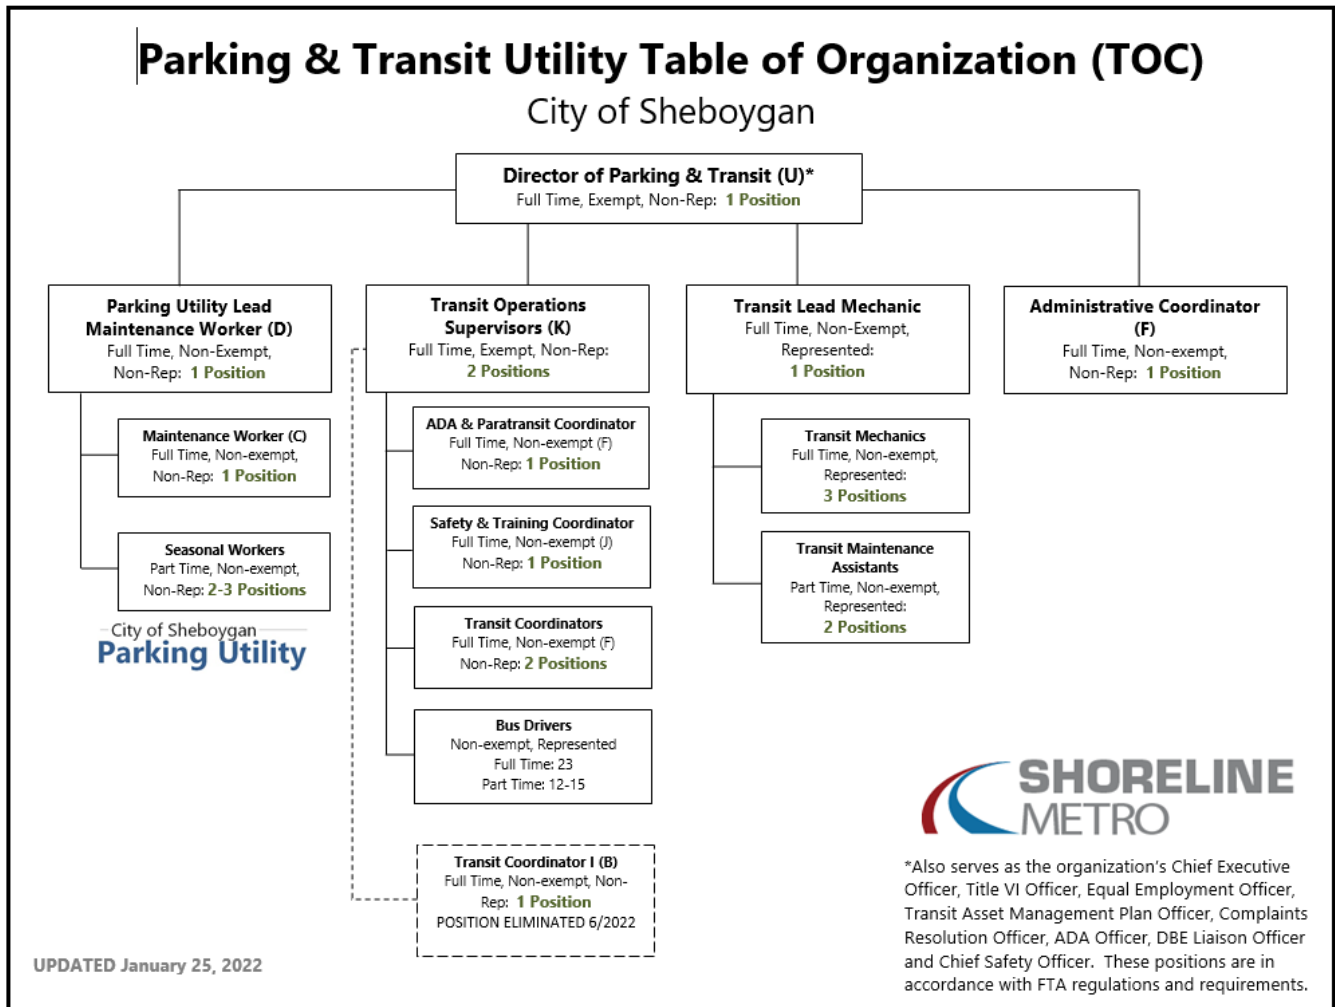 Parking & Transit Utility Table of Organization (TOC)
City of Sheboygan
Director of Parking & Transit (U)*
Full Time, Exempt, Non-Rep: 1 Position
Parking Utility Lead
Maintenance Worker (D)
Full Time, Non-Exempt,
Non-Rep: 1 Position
Maintenance Worker (C)
Full Time, Non-exempt,
Non-Rep: 1 Position
Seasonal Workers
Part Time, Non-exempt,
Non-Rep: 2-3 Positions
City of Sheboygan
Parking Utility
Transit Operations
Supervisors (K)
Full Time, Exempt, Non-Rep:
2 Positions
ADA & Paratransit Coordinator
Full Time, Non-exempt (F)
Non-Rep: 1 Position
Safety & Training Coordinator
Full Time, Non-exempt (J)
Non-Rep: 1 Position
Transit Coordinators
Full Time, Non-exempt (F)
Non-Rep: 2 Positions
Bus Drivers
Non-exempt, Represented
Full Time: 23
Part Time: 12-15
Transit Coordinator I (B)
Full Time, Non-exempt, Non-
Rep: 1 Position
POSITION ELIMINATED 6/2022
Transit Lead Mechanic
Full Time, Non-Exempt,
Represented:
1 Position
Transit Mechanics
Full Time, Non-exempt,
Represented:
3 Positions
Transit Maintenance
Assistants
Part Time, Non-exempt,
Represented:
2 Positions
Administrative Coordinator
(F)
Full Time, Non-exempt,
Non-Rep: 1 Position
SHORELINE
METRO
*Also serves as the organization's Chief Executive
Officer, Title VI Officer, Equal Employment Officer,
Transit Asset Management Plan Officer, Complaints
Resolution Officer, ADA Officer, DBE Liaison Officer
and Chief Safety Officer. These positions are in
accordance with FTA regulations and requirements.
UPDATED January 25, 2022